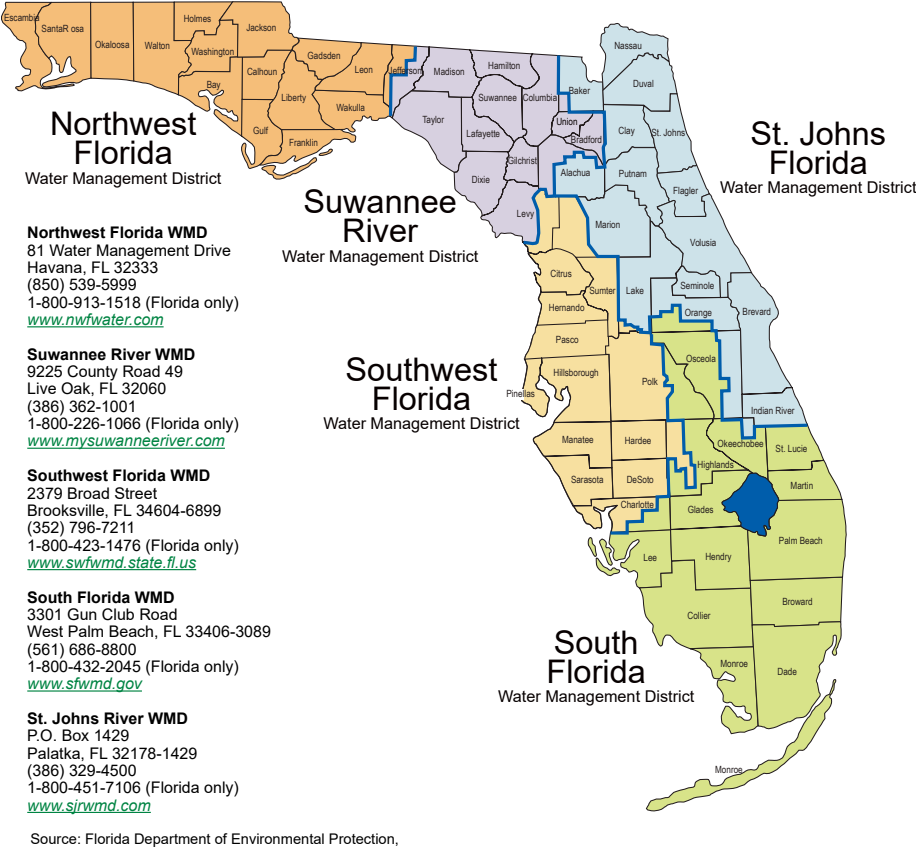 Escambia
SantaR osa
Okaloosa
Walton
Holmes
Washington
Bay
Jackson
Calhoun
Gulf
Liberty
Franklin
Gadsden
Leon
Wakulla
Jefferson
Madison
Taylor
Hamilton
Suwannee
Lafayette
Dixie
Columbia
Gilchrist
Levy
Union
Bradford
Baker
Nassau
Duval
Clay
St. Johns
Alachua
Putnam
Flagler
Marion
Volusia
Citrus
Sumter
Lake
Seminole
Orange
Brevard
Hernando
Pasco
Osceola
Pinellas
Hillsborough
Polk
Indian River
Manatee
Hardee
Okeechobee
St. Lucie
Highlands
Sarasota
DeSoto
Martin
Charlotte
Glades
Palm Beach
Lee
Hendry
Collier
Broward
Monroe
Dade
Monroe
Northwest
Florida
Water Management District
Suwannee
River
Water Management District
St. Johns
Florida
Water Management District
Southwest
Florida
Water Management District
South
Florida
Water Management District
Northwest Florida WMD
81 Water Management Drive
Havana, FL 32333
(850) 539-5999
1-800-913-1518 (Florida only)
www.nwfwater.com
Suwannee River WMD
9225 County Road 49
Live Oak, FL 32060
(386) 362-1001
1-800-226-1066 (Florida only)
www.mysuwanneeriver.com
Southwest Florida WMD
2379 Broad Street
Brooksville, FL 34604-6899
(352) 796-7211
1-800-423-1476 (Florida only)
www.swfwmd.state.fl.us
South Florida WMD
3301 Gun Club Road
West Palm Beach, FL 33406-3089
(561) 686-8800
1-800-432-2045 (Florida only)
www.sfwmd.gov
St. Johns River WMD
P.O. Box 1429
Palatka, FL 32178-1429
(386) 329-4500
1-800-451-7106 (Florida only)
www.sjrwmd.com
Source: Florida Department of Environmental Protection,